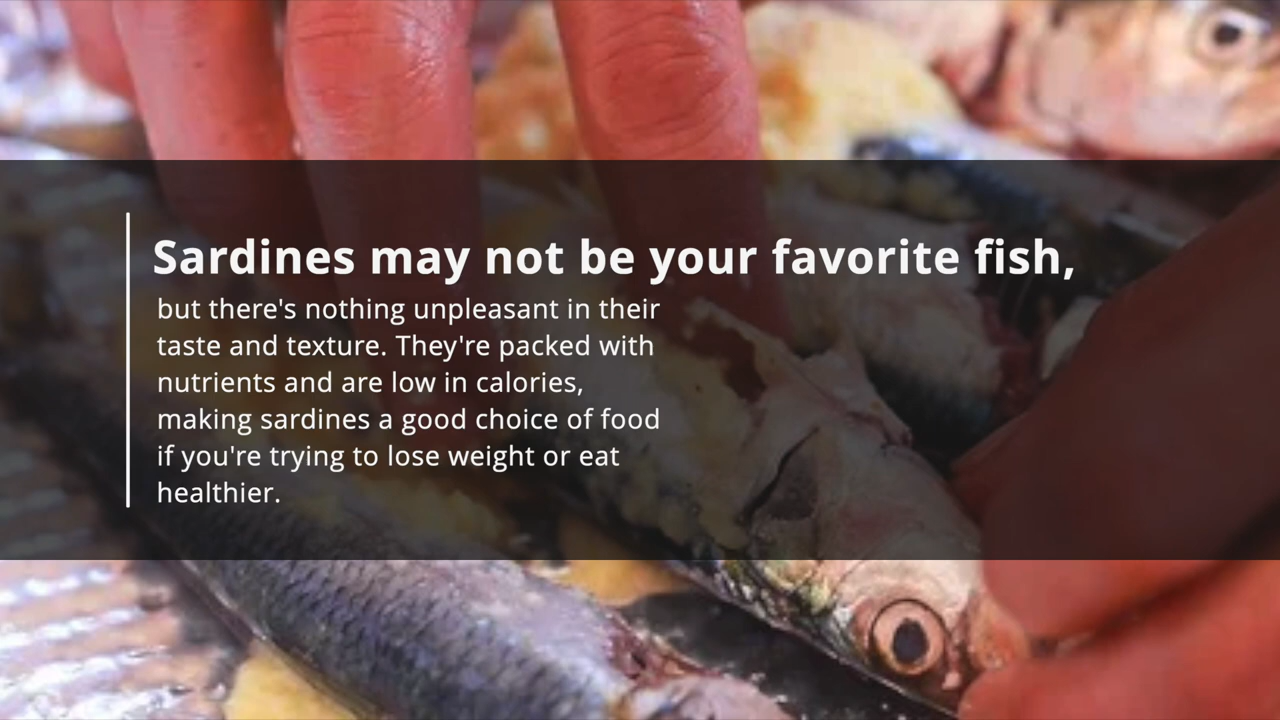 Sardines may not be your favorite fish,
but there's nothing unpleasant in their
taste and texture. They're packed with
nutrients and are low in calories,
making sardines a good choice of food
if you're trying to lose weight or eat
healthier.